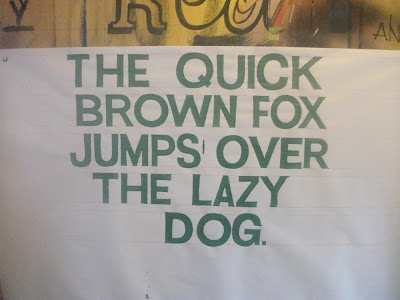 THE QUICK
BROWN FOX
JUMPS OVER
THE LAZY
DOG.